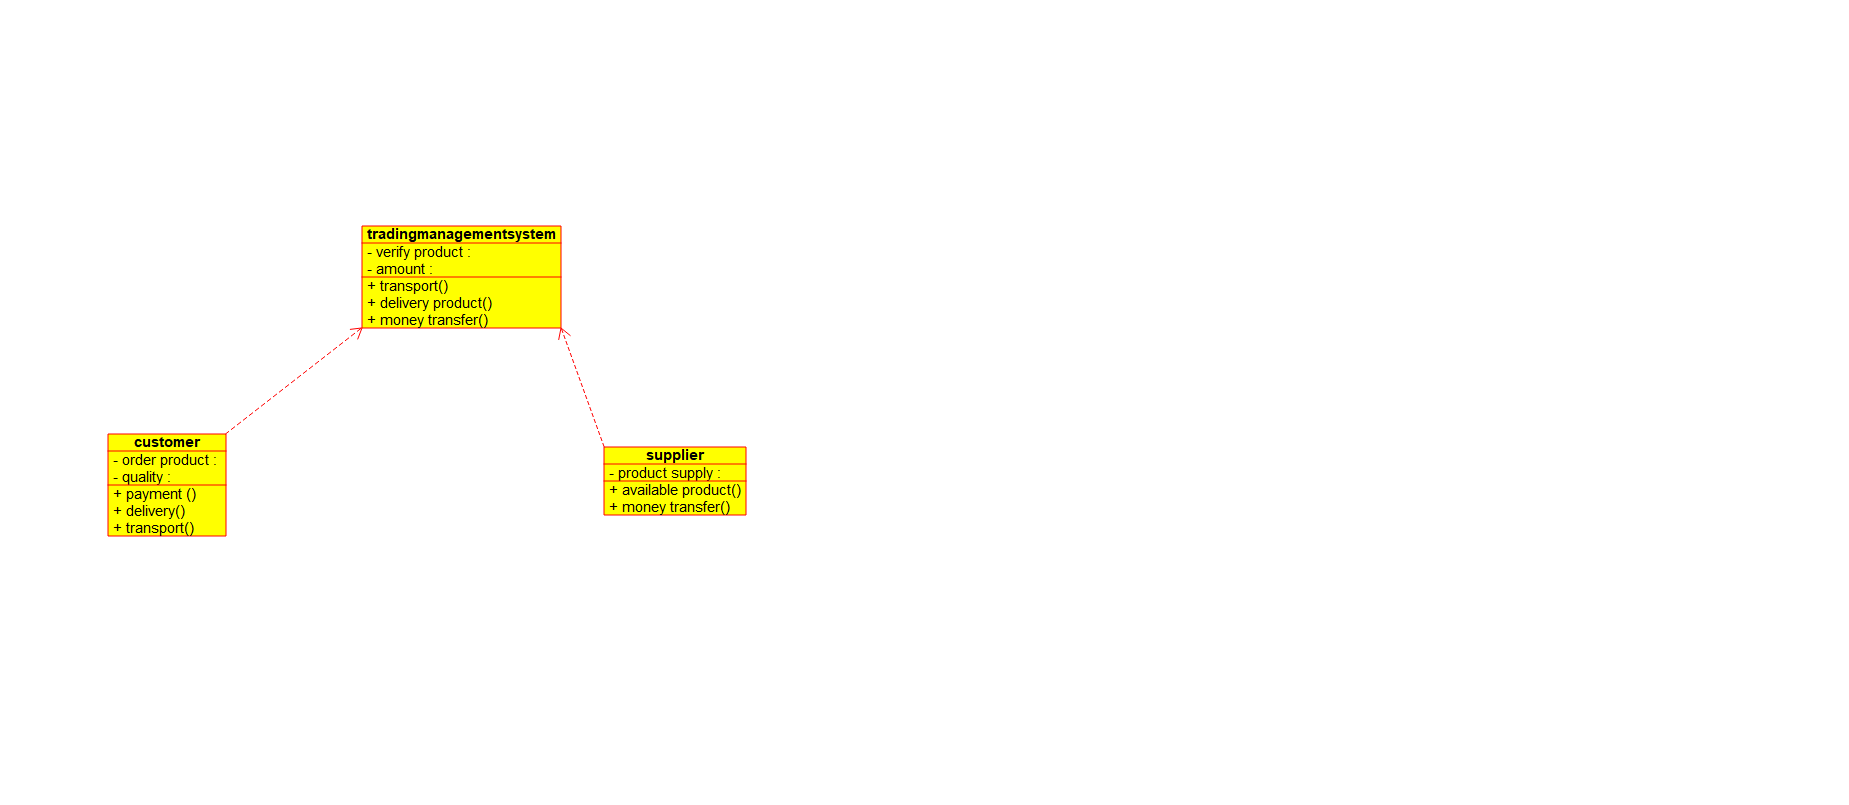 tradingmanagementsystem
- verify product :
- amount :
+ transport()
+ delivery product()
+ money transfer()
customer
- order product :
- quality :
+ payment ()
+ delivery()
+ transport()
supplier
- product supply :
+ available product()
+ money transfer()